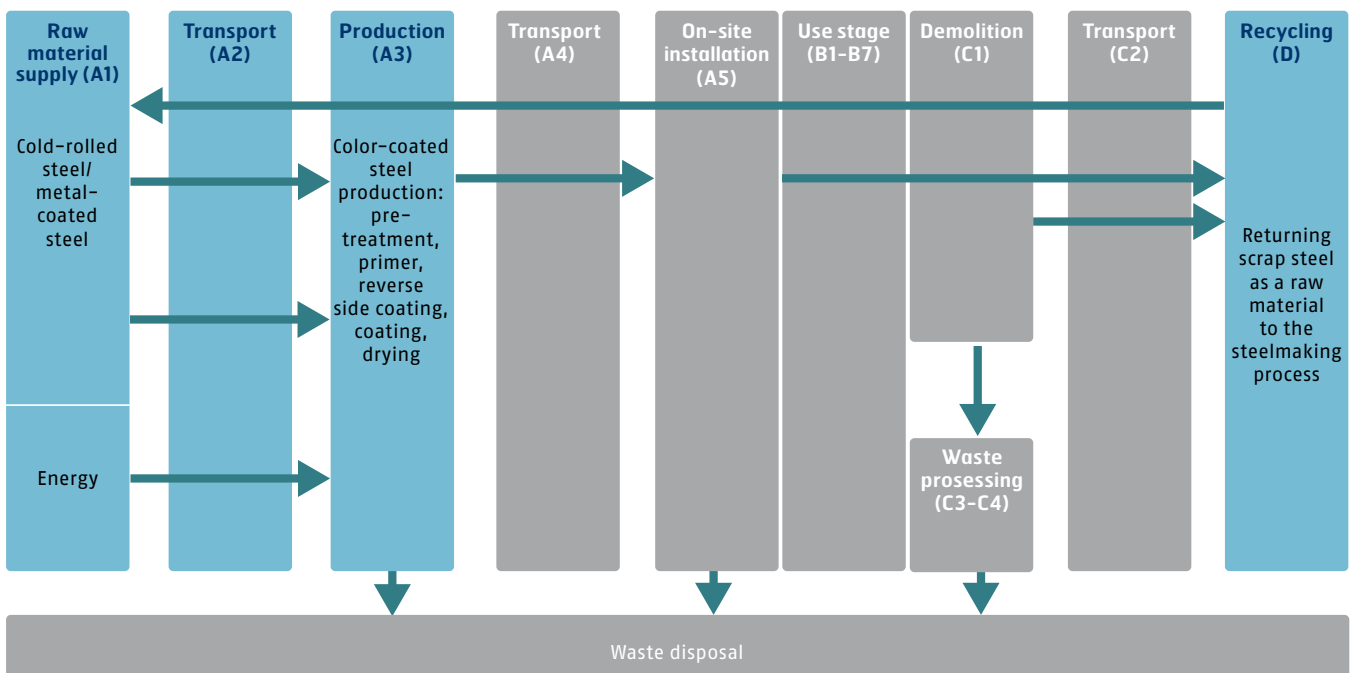 Raw
material
supply (A1)
Transport
(A2)
Production
(A3)
Transport
(A4)
On-site
installation
(A5)
Use stage
(B1-B7)
Demolition
(C1)
Transport
(C2)
Recycling
(D)
Cold-rolled
steel/
metal-
coated
steel
Color-coated
steel
production:
pre-
treatment,
primer,
reverse
side coating,
coating,
drying
Returning
scrap steel
as a raw
material
to the
steelmaking
process
Energy
Waste
prosessing
(C3-C4)
Waste disposal